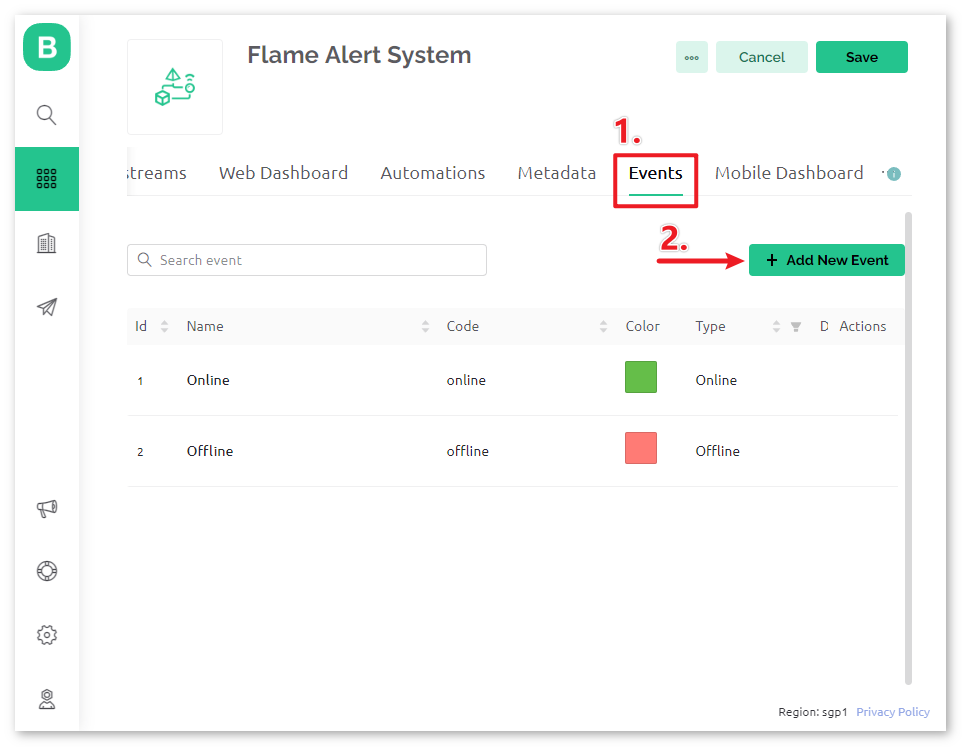 B
Flame Alert System
Cancel
Save
1.
streams Web Dashboard Automations Metadata Events Mobile Dashboard i
2.
Search event
+ Add New Event
Id Name Code Color Type D Actions
1 Online online Online
2 Offline offline Offline
Region: sgp1 Privacy Policy